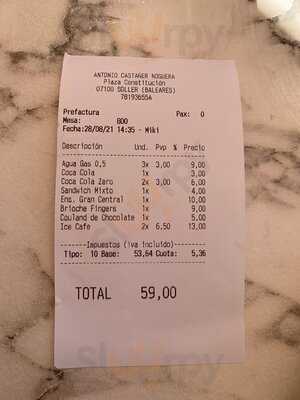 ANTONIO CASTAÑER NOGUERA
Plaza Constitución
07100 SOLLER (BALEARES)
78193655A
Prefactura Pax: 0
Mesa: 800
Fecha:28/08/21 14:35 - Miki
Descripción Und. Pvp % Precio
Agua Gas 0,5 3x 3,00 9,00
Coca Cola 1x 3,00
Coca Cola Zero 2x 3,00 6,00
Sandwich Mixto 1x 4,00
Ens. Gran Central 1x 10,00
Brioche Fingers 1x 9,00
Couland de Chocolate 1x 5,00
Ice Cafe 2x 6,50 13,00
Impuestos (iva incluido)
Tipo: 10 Base: 53,64 Cuota: 5,36
TOTAL 59,00